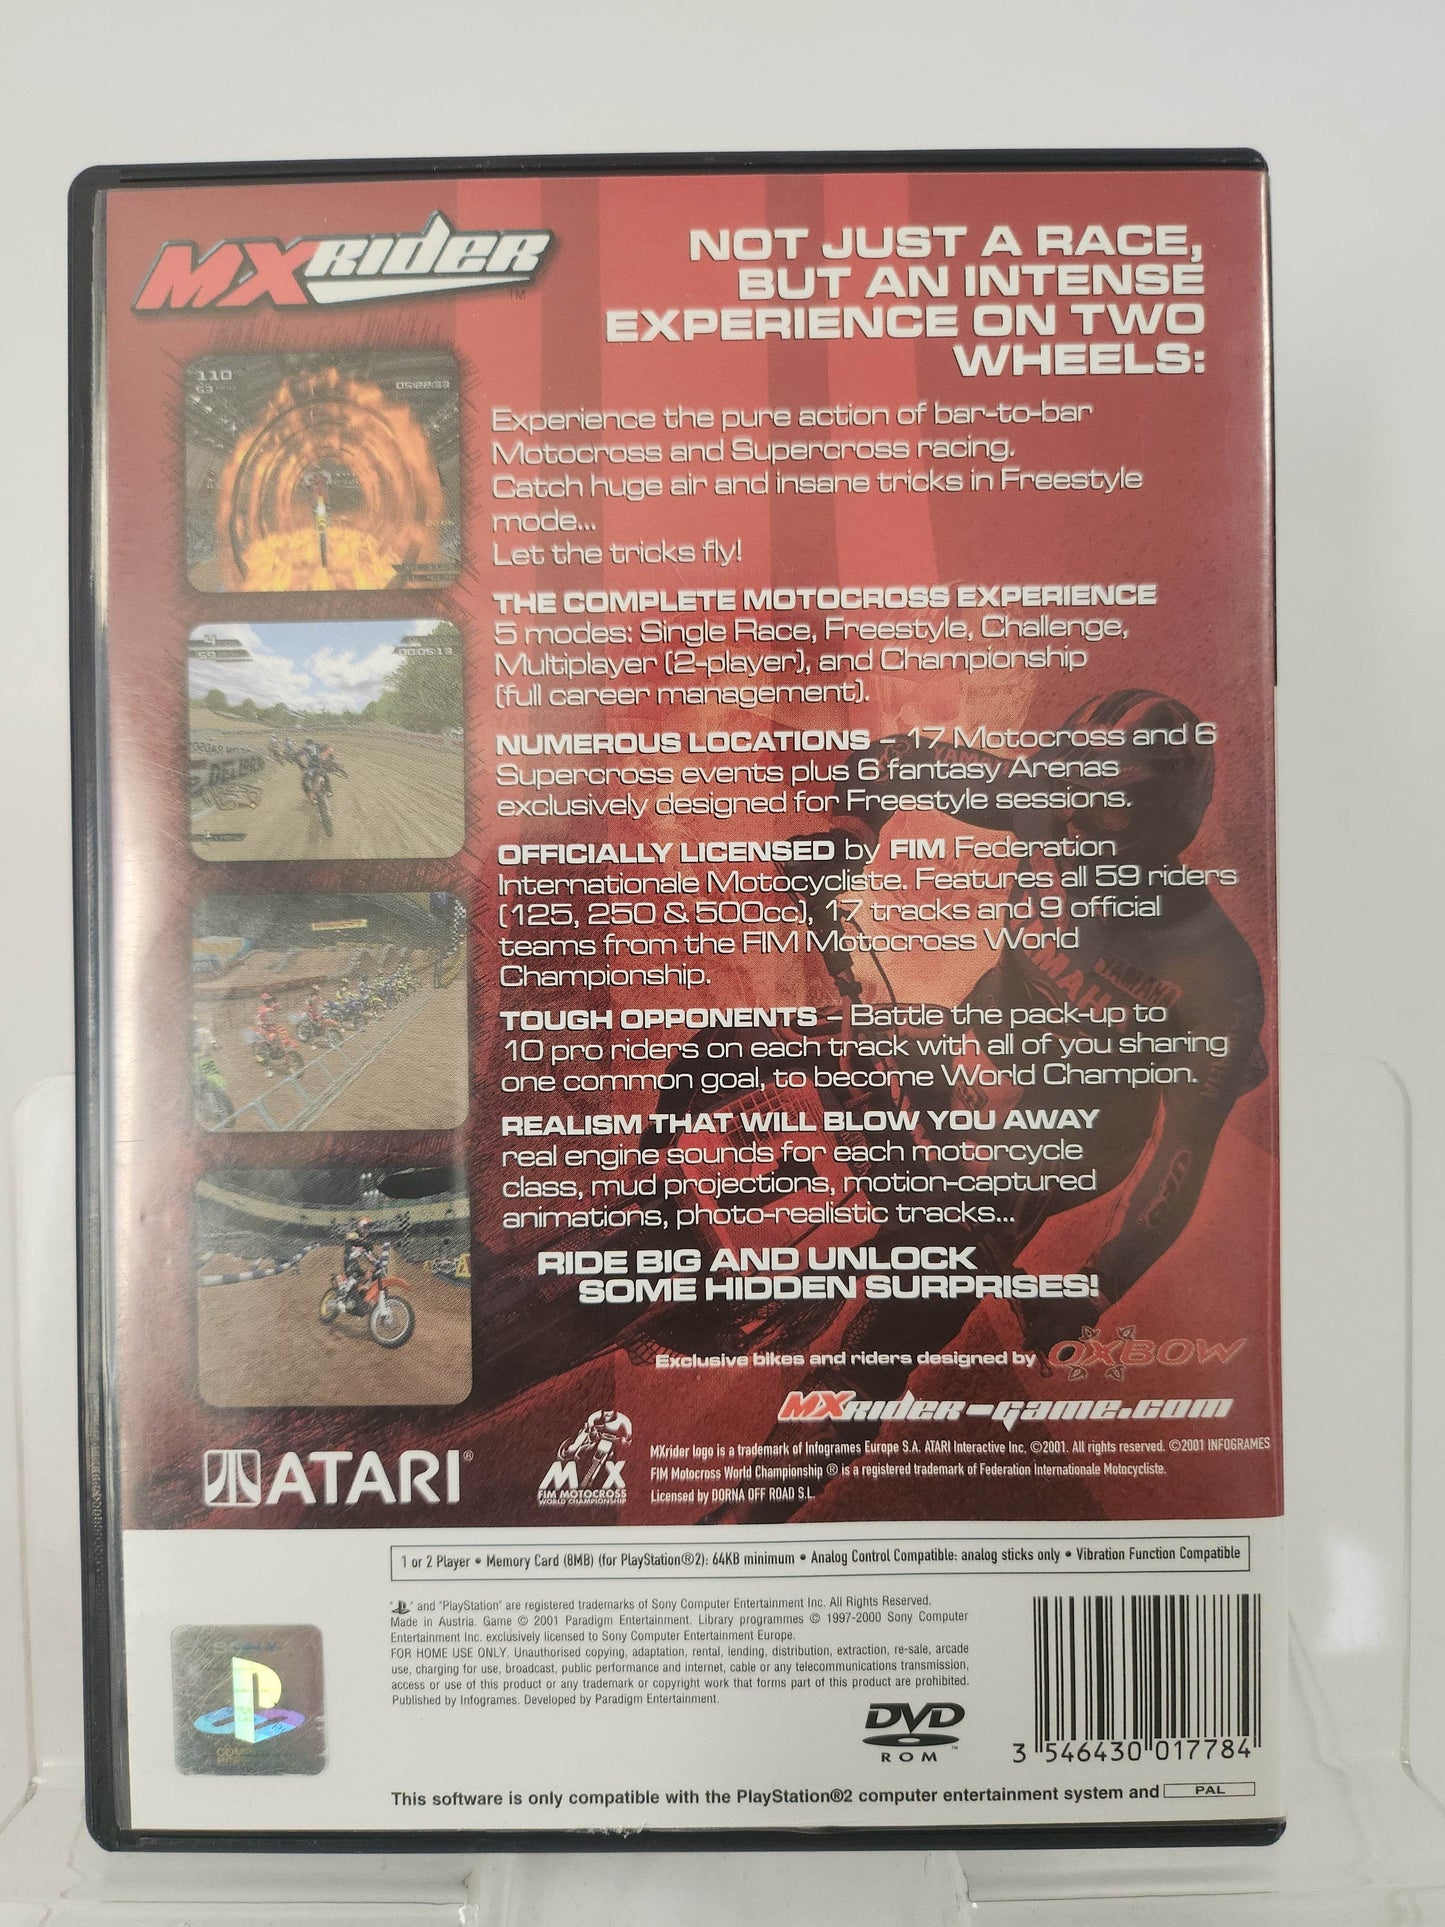 MXRider™
NOT JUST A RACE,
BUT AN INTENSE
EXPERIENCE ON TWO
WHEELS:
110
53
05:22:33
Experience the pure action of bar-to-bar
Motocross and Supercross racing.
Catch huge air and insane tricks in Freestyle
mode...
Let the tricks fly!
THE COMPLETE MOTOCROSS EXPERIENCE
5 modes: Single Race, Freestyle, Challenge,
Multiplayer (2-player), and Championship
(full career management).
4
59
00:05:13
NUMEROUS LOCATIONS – 17 Motocross and 6
Supercross events plus 6 fantasy Arenas
exclusively designed for Freestyle sessions.
OFFICIALLY LICENSED by FIM Federation
Internationale Motocycliste. Features all 59 riders
(125, 250 & 500cc), 17 tracks and 9 official
teams from the FIM Motocross World
Championship.
YAMAHA
TOUGH OPPONENTS – Battle the pack-up to
10 pro riders on each track with all of you sharing
one common goal, to become World Champion.
REALISM THAT WILL BLOW YOU AWAY
real engine sounds for each motorcycle
class, mud projections, motion-captured
animations, photo-realistic tracks...
RIDE BIG AND UNLOCK
SOME HIDDEN SURPRISES!
Exclusive bikes and riders designed by OXBOW
MXRider-game.com
ATARI®
MX
FIM MOTOCROSS
WORLD CHAMPIONSHIP
MXrider logo is a trademark of Infogrames Europe S.A. ATARI Interactive Inc. ©2001. All rights reserved. ©2001 INFOGRAMES
FIM Motocross World Championship ® is a registered trademark of Federation Internationale Motocycliste.
Licensed by DORNA OFF ROAD S.L.
1 or 2 Player • Memory Card (8MB) (for PlayStation®2): 64KB minimum • Analog Control Compatible: analog sticks only • Vibration Function Compatible
" " and "PlayStation" are registered trademarks of Sony Computer Entertainment Inc. All Rights Reserved.
Made in Austria. Game © 2001 Paradigm Entertainment. Library programmes © 1997-2000 Sony Computer
Entertainment Inc. exclusively licensed to Sony Computer Entertainment Europe.
FOR HOME USE ONLY. Unauthorised copying, adaptation, rental, lending, distribution, extraction, re-sale, arcade
use, charging for use, broadcast, public performance and internet, cable or any telecommunications transmission,
access or use of this product or any trademark or copyright work that forms part of this product are prohibited.
Published by Infogrames. Developed by Paradigm Entertainment.
DVD™
ROM
3 546430 017784
This software is only compatible with the PlayStation®2 computer entertainment system and PAL